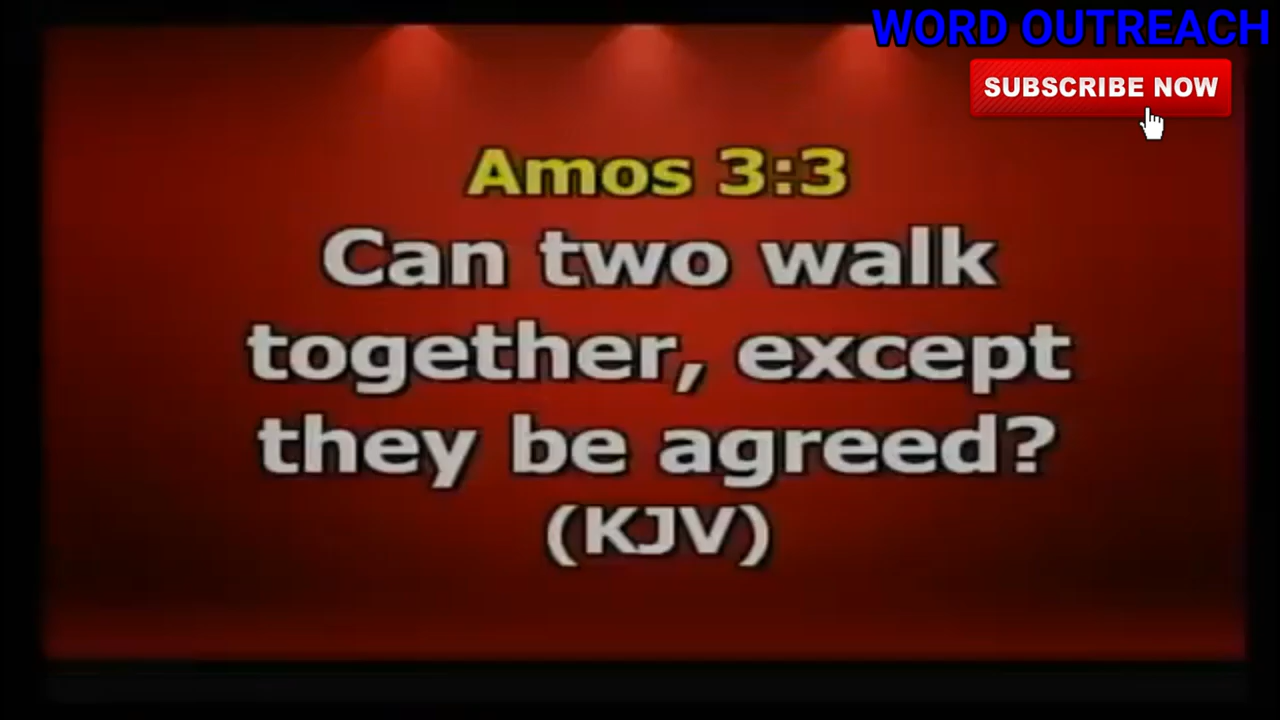 WORD OUTREACH
SUBSCRIBE NOW
Amos 3:3
Can two walk
together, except
they be agreed?
(KJV)